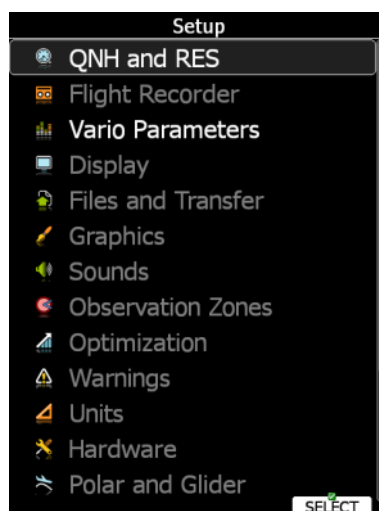 Setup
QNH and RES
Flight Recorder
Vario Parameters
Display
Files and Transfer
Graphics
Sounds
Observation Zones
Optimization
Warnings
Units
Hardware
Polar and Glider
SELECT